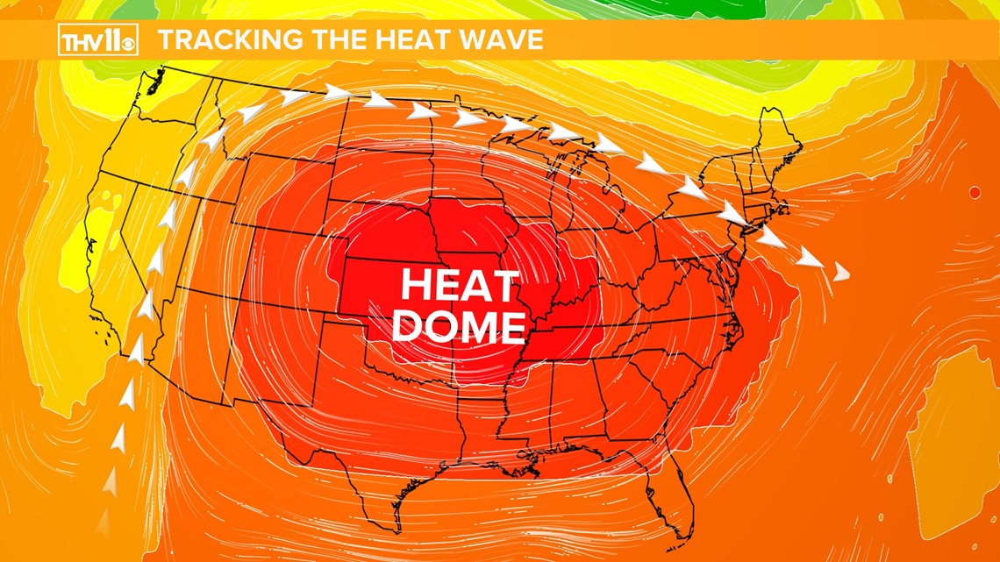 THV11 TRACKING THE HEAT WAVE
HEAT
DOME